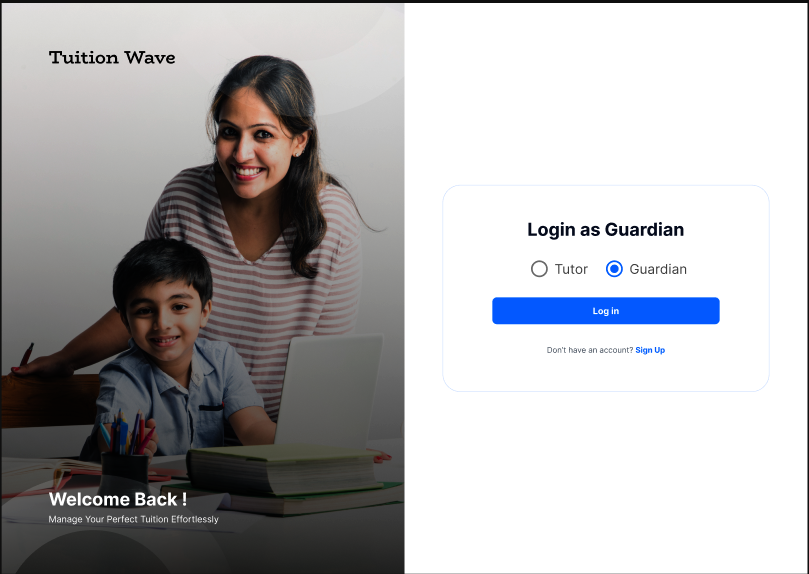 Tuition Wave
Login as Guardian
Tutor Guardian
Log in
Don't have an account? Sign Up
Welcome Back !
Manage Your Perfect Tuition Effortlessly